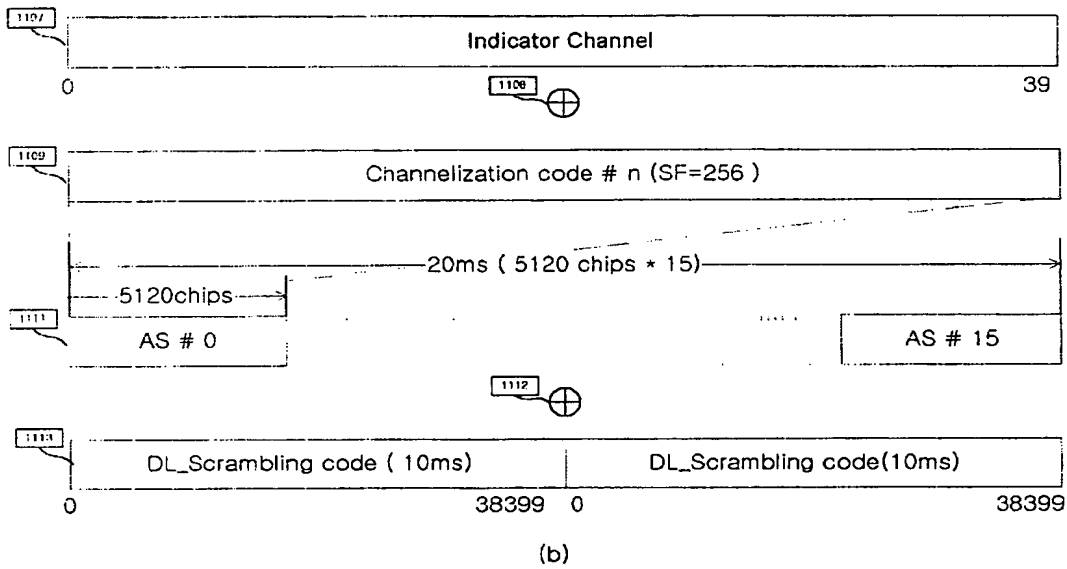 1107
Indicator Channel
0
39
1108
1109
Channelization code # n (SF=256 )
20ms ( 5120 chips * 15)
5120chips
1111
AS # 0
AS # 15
1112
1113
DL_Scrambling code ( 10ms)
DL_Scrambling code(10ms)
0
38399
0
38399
(b)